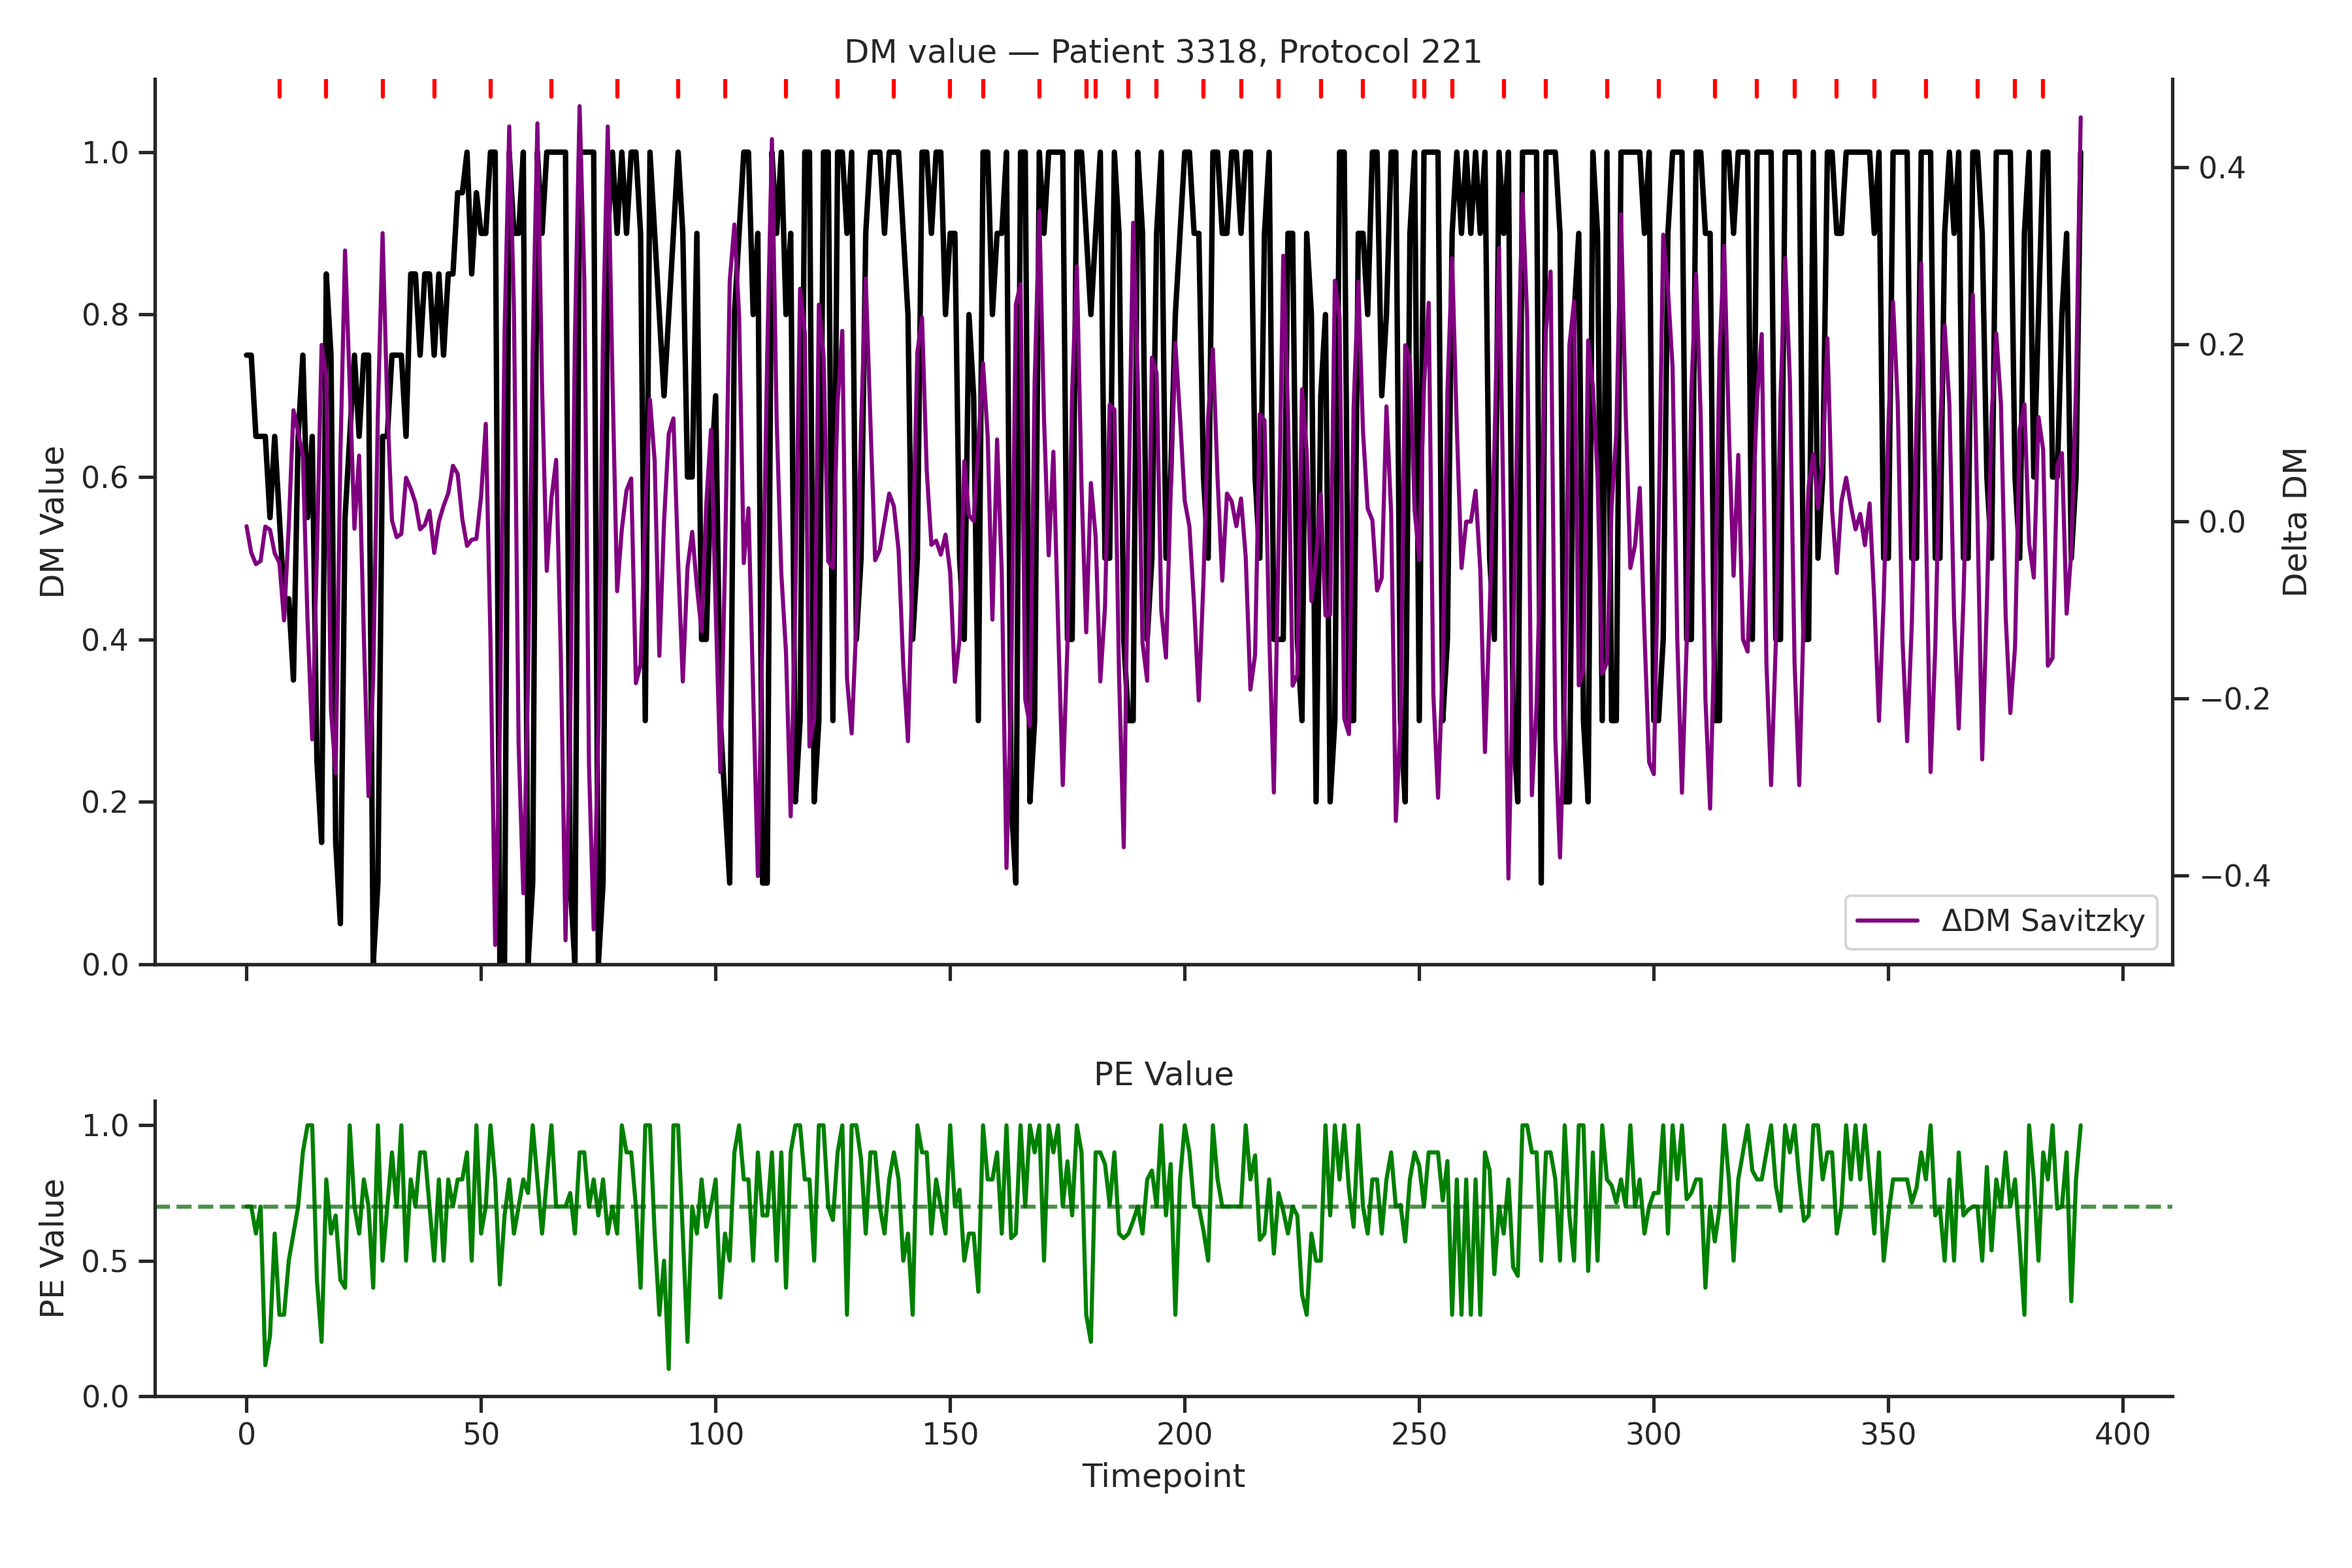 DM value — Patient 3318, Protocol 221
1.0
0.8
0.6
0.4
0.2
0.0
DM Value
0.4
0.2
0.0
−0.2
−0.4
Delta DM
ΔDM Savitzky
PE Value
1.0
0.5
0.0
PE Value
0 50 100 150 200 250 300 350 400
Timepoint